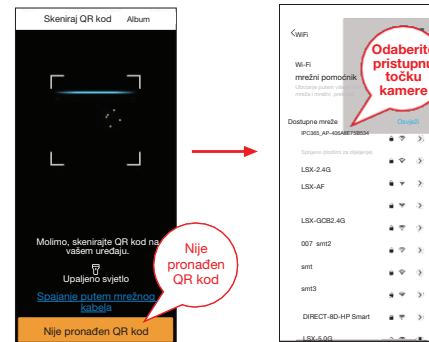 Skeniraj QR kod Album
Molimo, skenirajte QR kod na
vašem uređaju.
Upaljeno svjetlo
Spajanje putem mrežnog
kabela
Nije pronađen QR kod
Nije
pronađen
QR kod
WiFi
Odaberite
pristupnu
točku
kamere
Wi-Fi
mrežni pomoćnik
Dostupne mreže Osvježi
LSX-2.4G
LSX-AF
LSX-GCB2.4G
007 smt2
smt
smt3
DIRECT-8D-HP Smart
LSX-5.0G